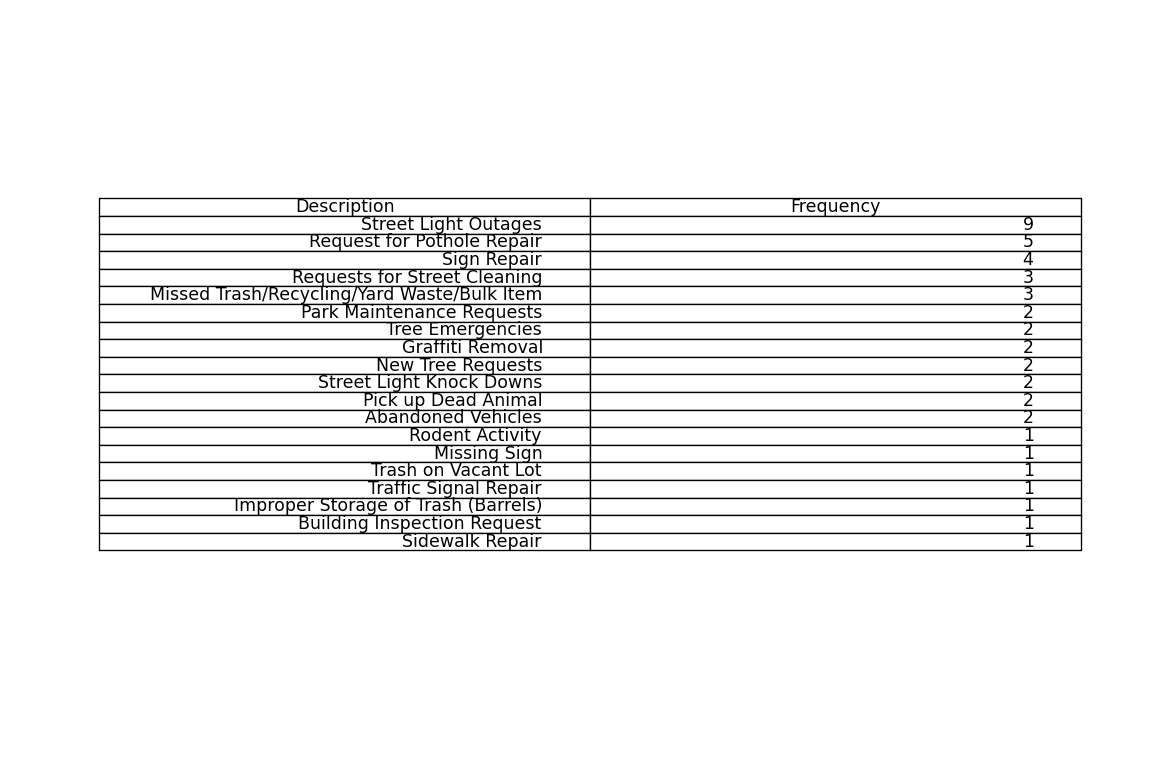 Description Frequency
Street Light Outages 9
Request for Pothole Repair 5
Sign Repair 4
Requests for Street Cleaning 3
Missed Trash/Recycling/Yard Waste/Bulk Item 3
Park Maintenance Requests 2
Tree Emergencies 2
Graffiti Removal 2
New Tree Requests 2
Street Light Knock Downs 2
Pick up Dead Animal 2
Abandoned Vehicles 2
Rodent Activity 1
Missing Sign 1
Trash on Vacant Lot 1
Traffic Signal Repair 1
Improper Storage of Trash (Barrels) 1
Building Inspection Request 1
Sidewalk Repair 1